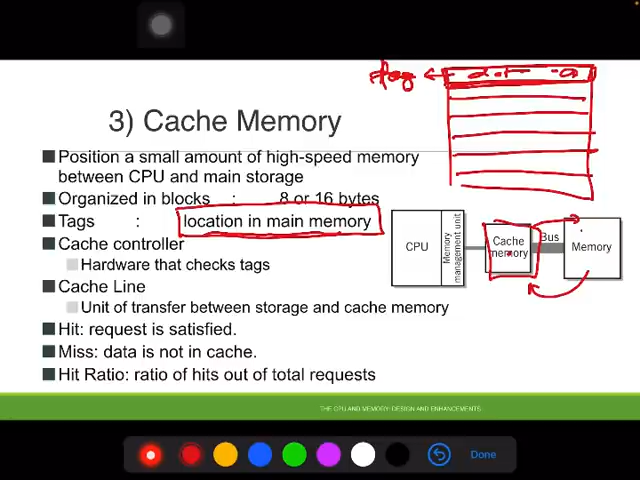 3) Cache Memory
Position a small amount of high-speed memory
between CPU and main storage
Organized in blocks : 8 or 16 bytes
Tags : location in main memory
Cache controller
Hardware that checks tags
Cache Line
Unit of transfer between storage and cache memory
Hit: request is satisfied.
Miss: data is not in cache.
Hit Ratio: ratio of hits out of total requests
CPU
Memory
management unit
Cache
memory
Bus
Memory
THE CPU AND MEMORY: DESIGN AND ENHANCEMENTS
Done